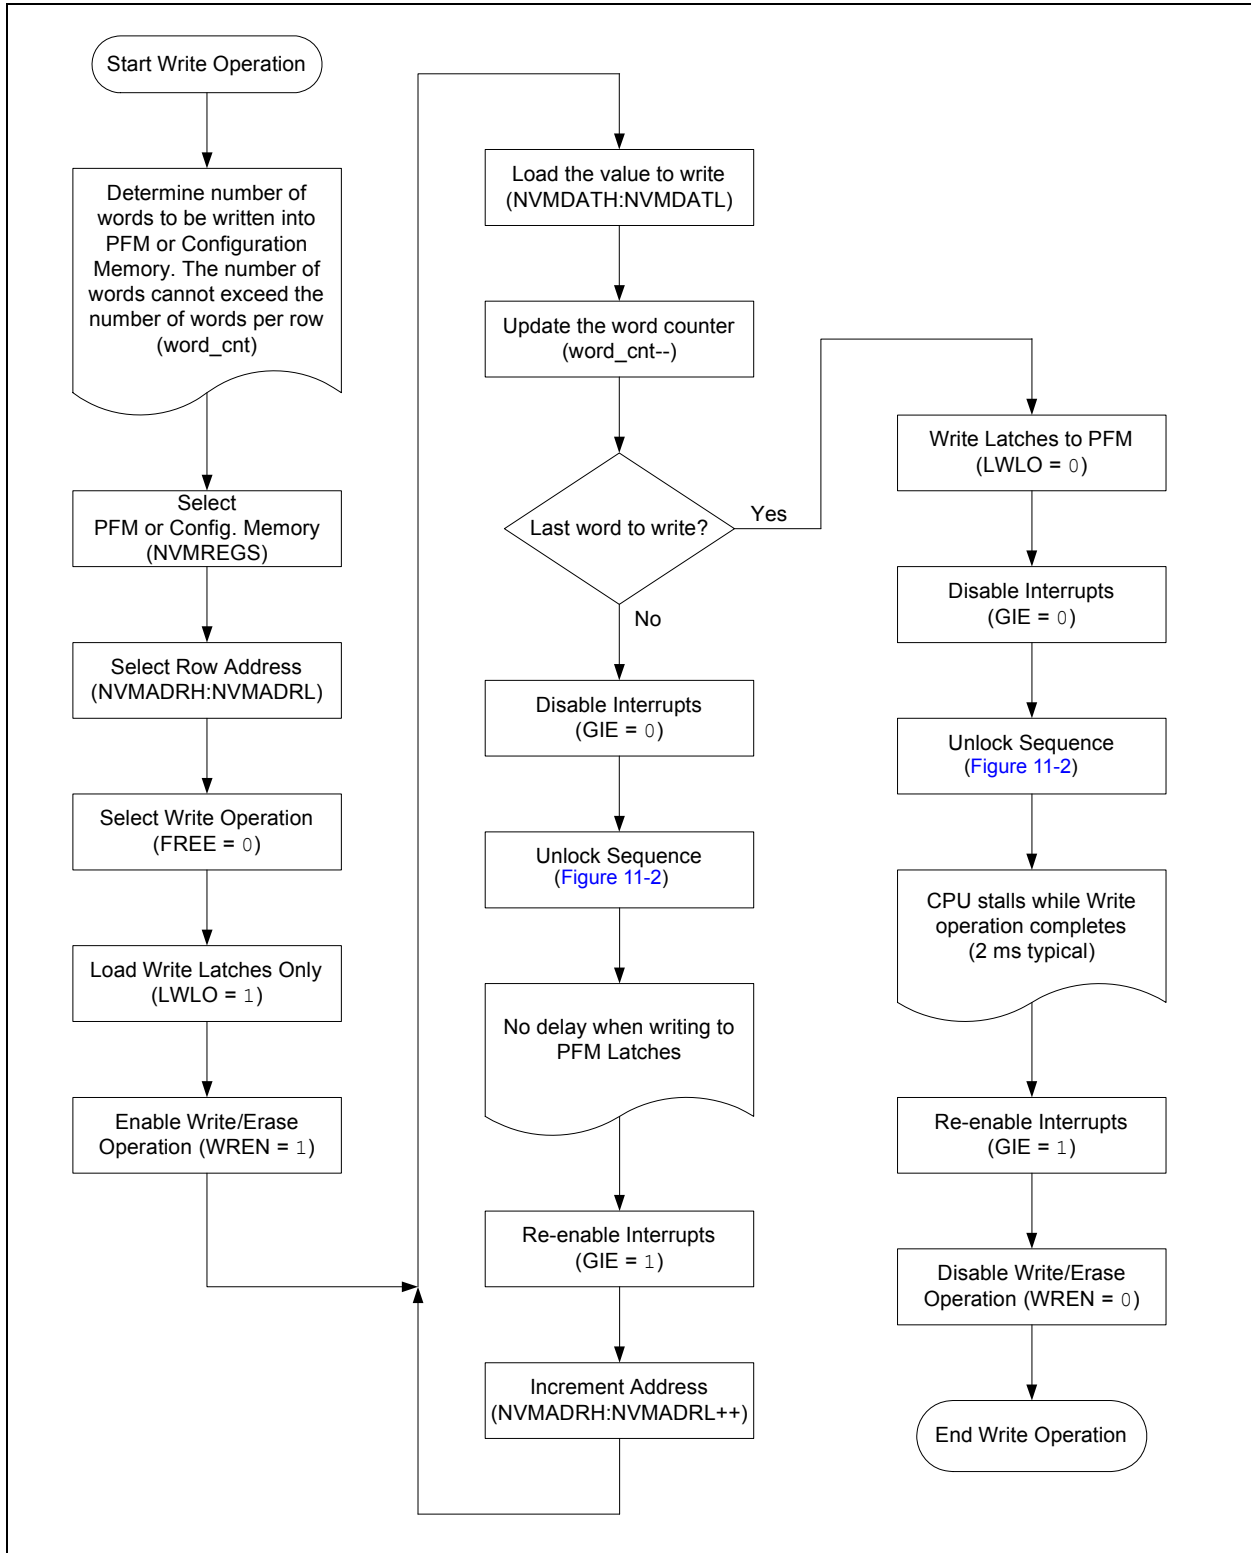 Start Write Operation
Determine number of
words to be written into
PFM or Configuration
Memory. The number of
words cannot exceed the
number of words per row
(word_cnt)
Select
PFM or Config. Memory
(NVMREGS)
Select Row Address
(NVMADRH:NVMADRL)
Select Write Operation
(FREE = 0)
Load Write Latches Only
(LWLO = 1)
Enable Write/Erase
Operation (WREN = 1)
Load the value to write
(NVMDATH:NVMDATL)
Update the word counter
(word_cnt--)
Last word to write?
Yes
No
Disable Interrupts
(GIE = 0)
Unlock Sequence
(Figure 11-2)
No delay when writing to
PFM Latches
Re-enable Interrupts
(GIE = 1)
Increment Address
(NVMADRH:NVMADRL++)
Write Latches to PFM
(LWLO = 0)
Disable Interrupts
(GIE = 0)
Unlock Sequence
(Figure 11-2)
CPU stalls while Write
operation completes
(2 ms typical)
Re-enable Interrupts
(GIE = 1)
Disable Write/Erase
Operation (WREN = 0)
End Write Operation